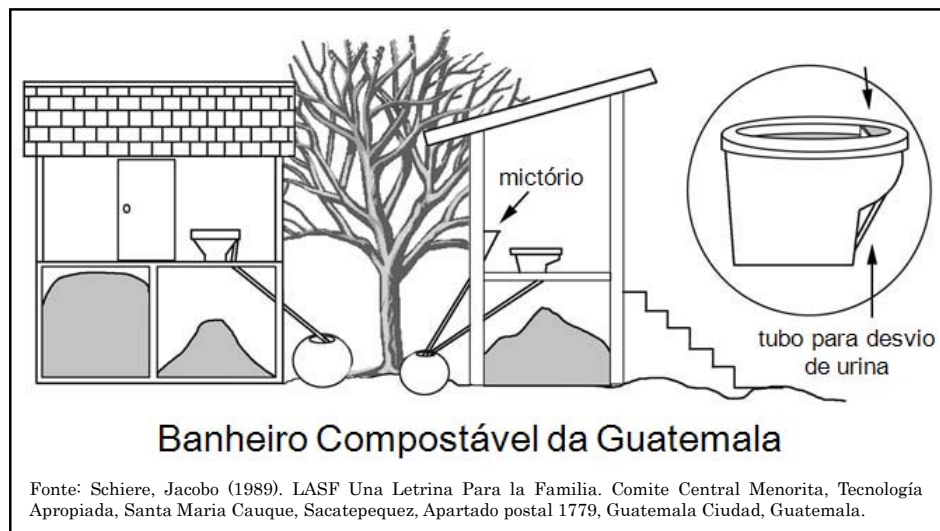 mictório
tubo para desvio
de urina
Banheiro Compostável da Guatemala
Fonte: Schiere, Jacobo (1989). LASF Una Letrina Para la Familia. Comite Central Menorita, Tecnología
Apropiada, Santa Maria Cauque, Sacatepequez, Apartado postal 1779, Guatemala Ciudad, Guatemala.